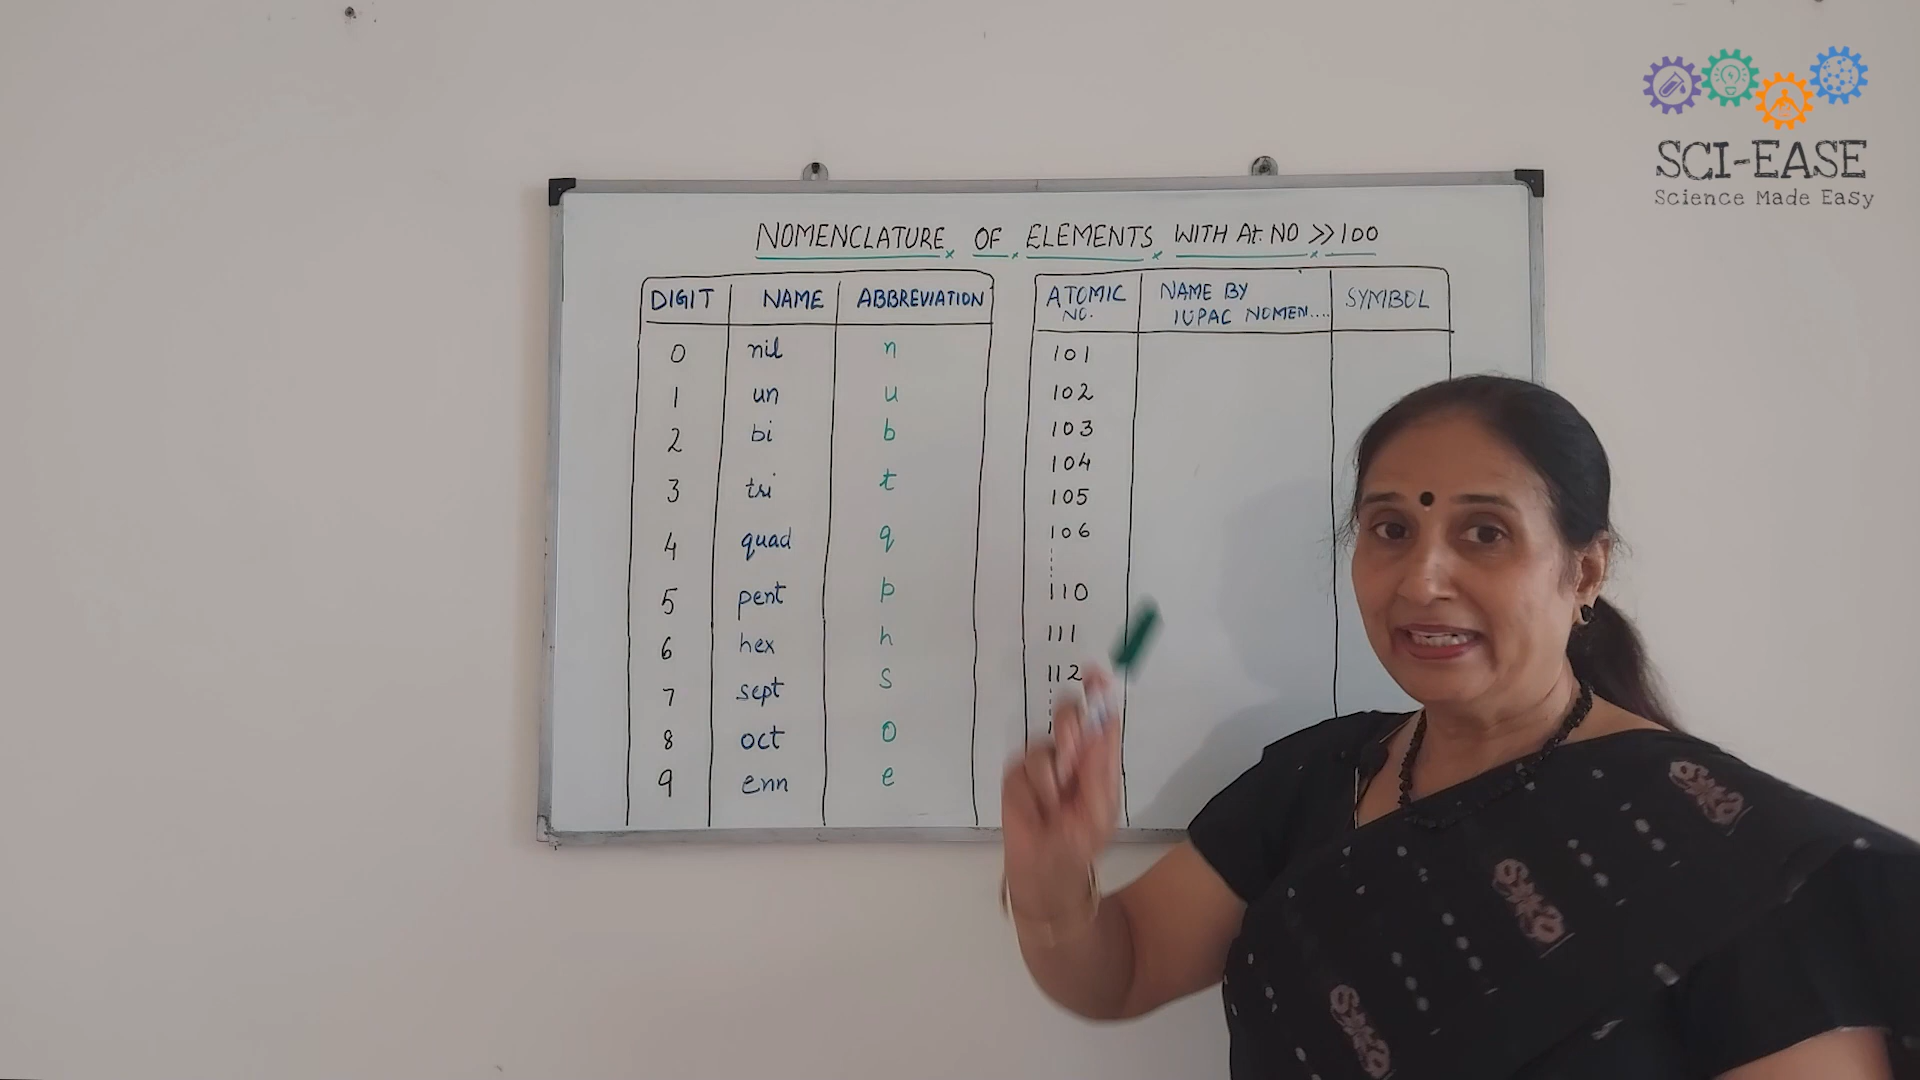 SCI-EASE
Science Made Easy
NOMENCLATURE OF ELEMENTS WITH At. NO >>100
DIGIT NAME ABBREVIATION
0 nil n
1 un u
2 bi b
3 tri t
4 quad q
5 pent p
6 hex h
7 sept s
8 oct o
9 enn e
ATOMIC NO. NAME BY IUPAC NOMEN.... SYMBOL
101
102
103
104
105
106
110
111
112